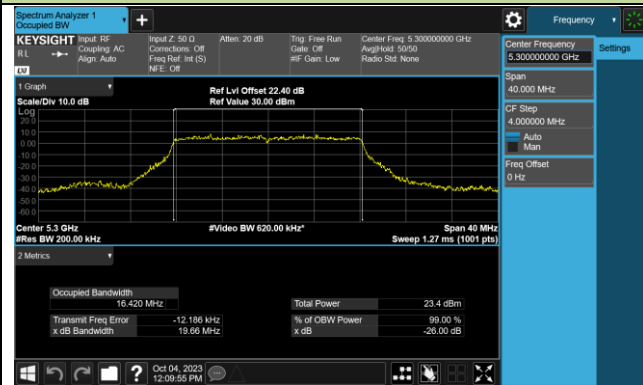 Spectrum Analyzer 1
Occupied BW
+
Frequency
KEYSIGHT
RL
LXI
Input: RF
Coupling: AC
Align: Auto
Input Z: 50 Ω
Corrections: Off
Freq Ref: Int (S)
NFE: Off
Atten: 20 dB
Trig: Free Run
Gate: Off
#IF Gain: Low
Center Freq: 5.300000000 GHz
Avg|Hold: 50/50
Radio Std: None
Center Frequency
5.300000000 GHz
Settings
Span
40.000 MHz
CF Step
4.000000 MHz
Auto
Man
Freq Offset
0 Hz
1 Graph
Scale/Div 10.0 dB
Ref Lvl Offset 22.40 dB
Ref Value 30.00 dBm
Log
20.0
10.0
0.00
-10.0
-20.0
-30.0
-40.0
-50.0
-60.0
Center 5.3 GHz
#Res BW 200.00 kHz
#Video BW 620.00 kHz*
Span 40 MHz
Sweep 1.27 ms (1001 pts)
2 Metrics
Occupied Bandwidth
16.420 MHz
Total Power 23.4 dBm
Transmit Freq Error -12.186 kHz
% of OBW Power 99.00 %
x dB Bandwidth 19.66 MHz
x dB -26.00 dB
?
Oct 04, 2023
12:09:55 PM